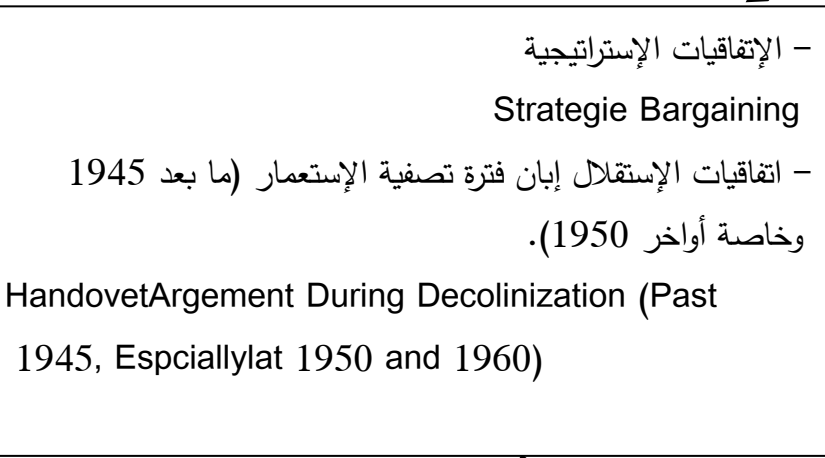 - الإتفاقيات الإستراتيجية
Strategie Bargaining
- اتفاقيات الإستقلال إبان فترة تصفية الإستعمار (ما بعد 1945
وخاصة أواخر 1950).
HandovetArgement During Decolinization (Past
1945, Espciallylat 1950 and 1960)